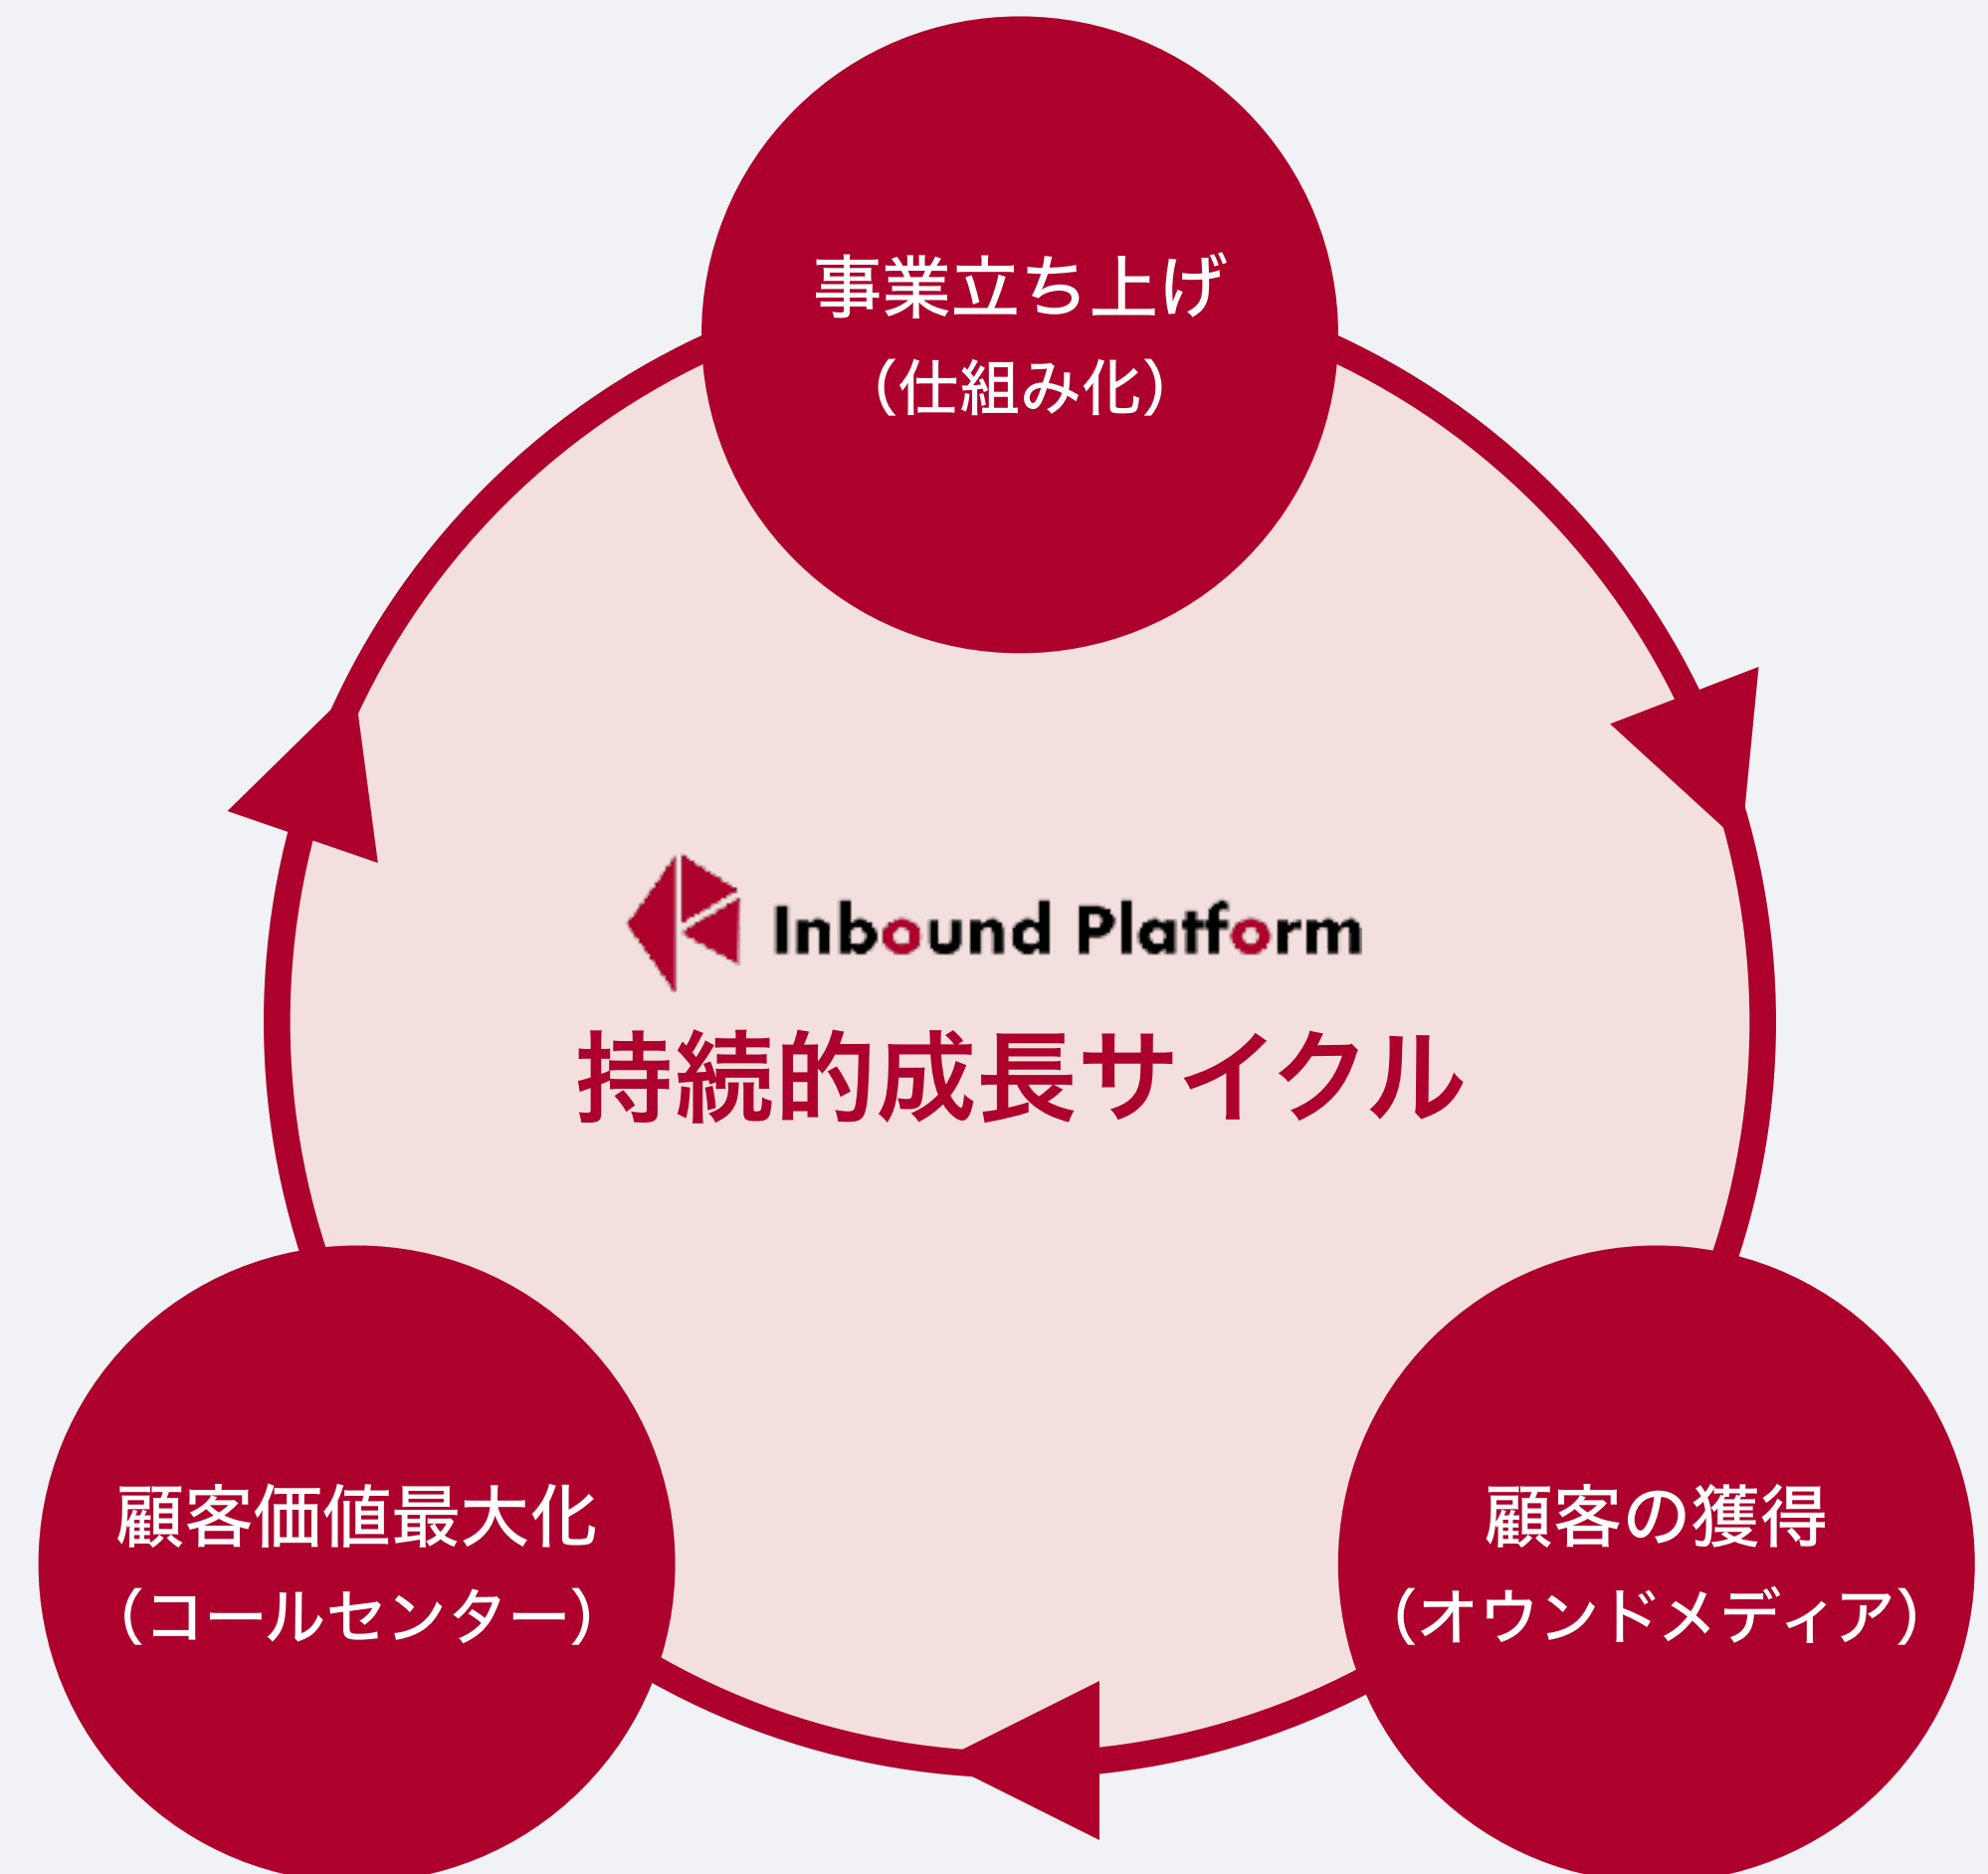 事業立ち上げ
（仕組み化）
Inbound Platform
持続的成長サイクル
顧客価値最大化
（コールセンター）
顧客の獲得
（オウンドメディア）